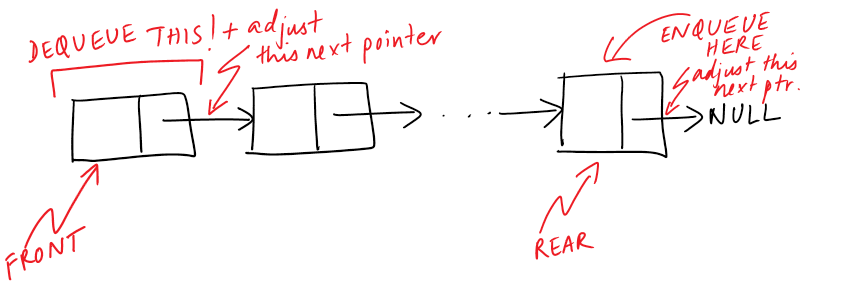 DEQUEUE THIS! + adjust
this next pointer
ENQUEUE
HERE
adjust this
next ptr.
NULL
FRONT
REAR